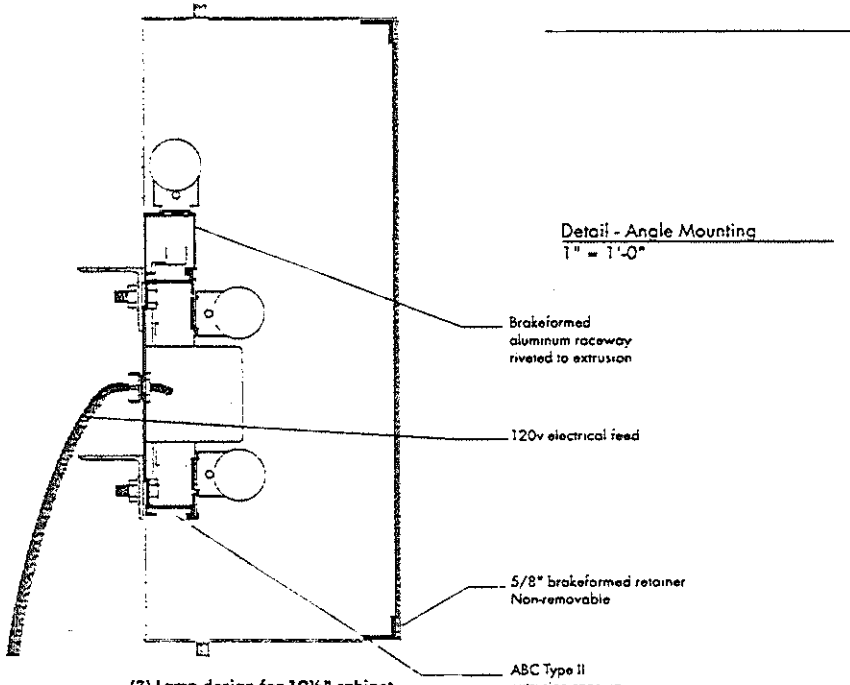 Detail - Angle Mounting
1" = 1'-0"
Brakeformed
aluminum raceway
riveted to extrusion
120v electrical feed
5/8" brakeformed retainer
Non-removable
ABC Type II